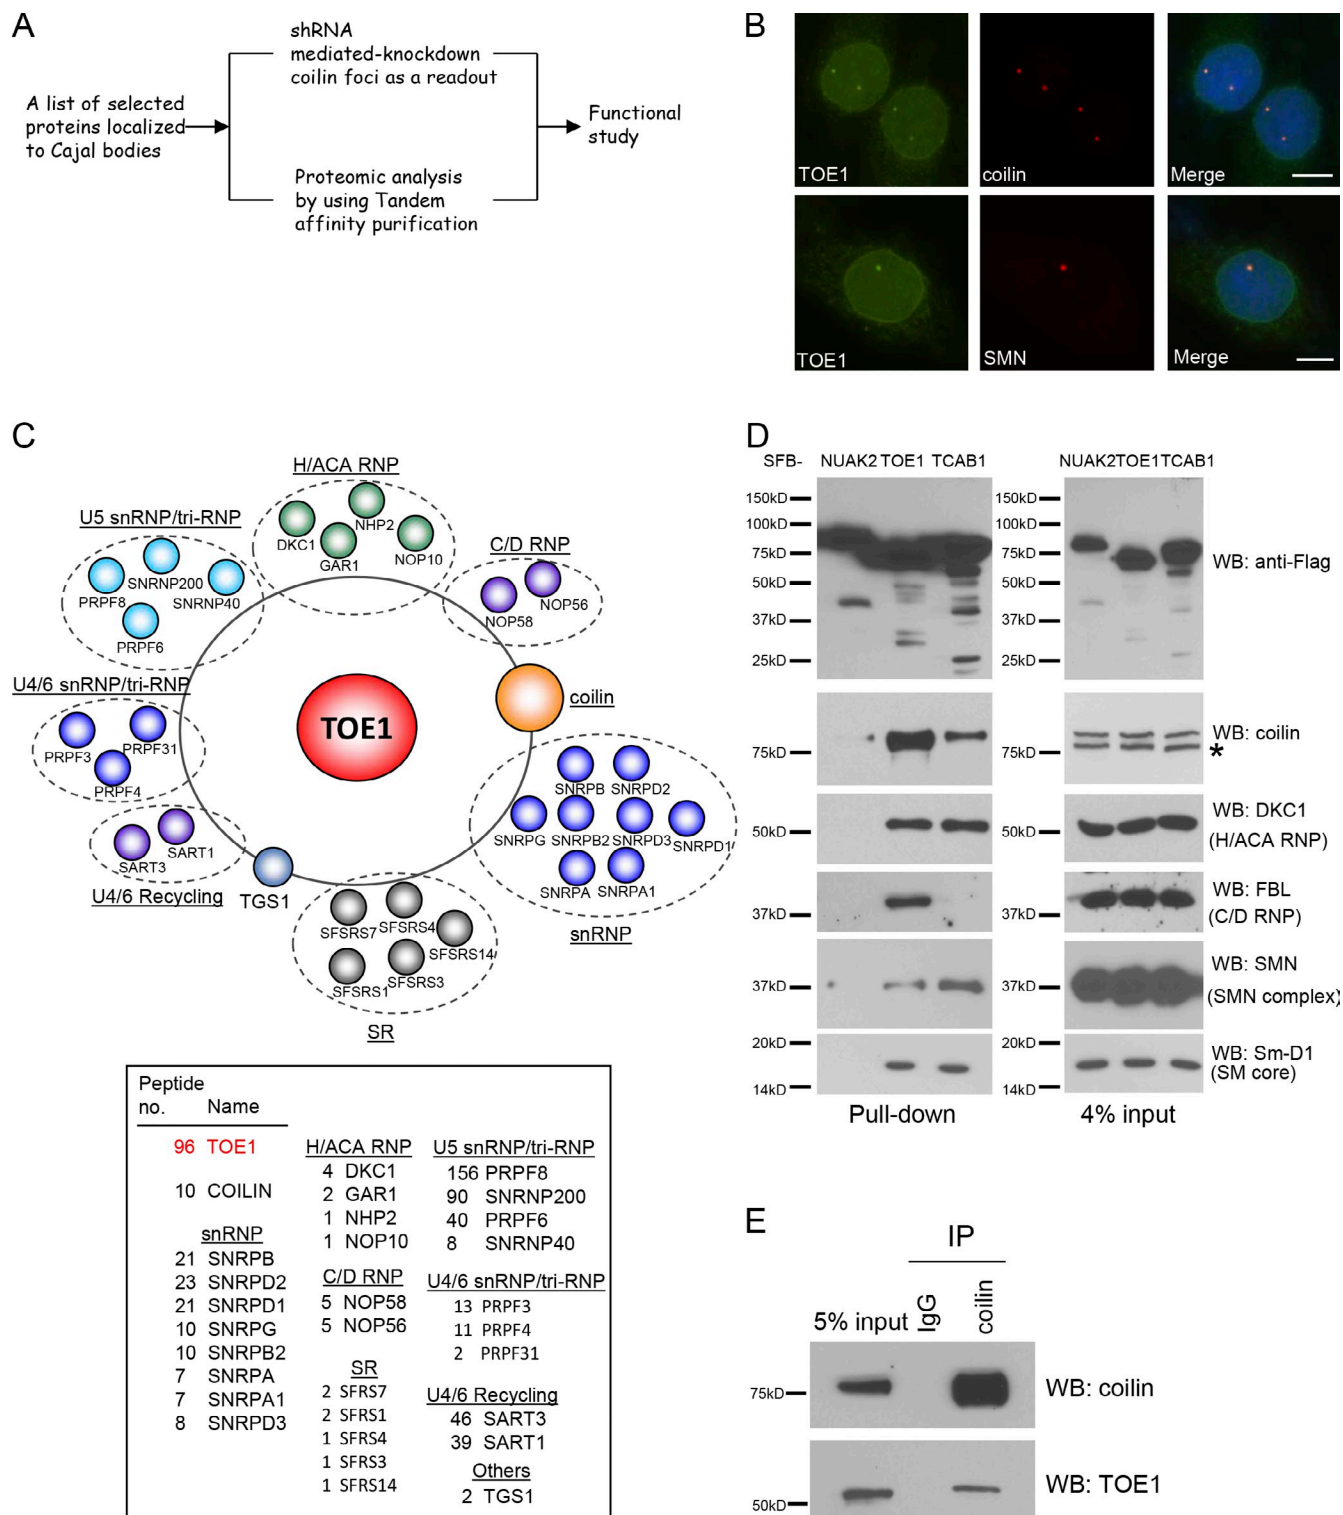 A
shRNA
mediated-knockdown
coilin foci as a readout
A list of selected
proteins localized
to Cajal bodies
Functional
study
Proteomic analysis
by using Tandem
affinity purification
B
TOE1
coilin
Merge
TOE1
SMN
Merge
C
H/ACA RNP
DKC1
NHP2
GAR1
NOP10
U5 snRNP/tri-RNP
SNRNP200
PRPF8
SNRNP40
PRPF6
C/D RNP
NOP56
NOP58
U4/6 snRNP/tri-RNP
PRPF3
PRPF31
PRPF4
TOE1
coilin
SNRPB
SNRPD2
SNRPG
SNRPB2
SNRPD3
SNRPD1
SNRPA
SNRPA1
snRNP
SART3
SART1
U4/6 Recycling
TGS1
SFSRS7
SFSRS4
SFSRS14
SFSRS1
SFSRS3
SR
Peptide
no. Name
96 TOE1
10 COILIN
snRNP
21 SNRPB
23 SNRPD2
21 SNRPD1
10 SNRPG
10 SNRPB2
7 SNRPA
7 SNRPA1
8 SNRPD3
H/ACA RNP
4 DKC1
2 GAR1
1 NHP2
1 NOP10
C/D RNP
5 NOP58
5 NOP56
SR
2 SFRS7
2 SFRS1
1 SFRS4
1 SFRS3
1 SFRS14
U5 snRNP/tri-RNP
156 PRPF8
90 SNRNP200
40 PRPF6
8 SNRNP40
U4/6 snRNP/tri-RNP
13 PRPF3
11 PRPF4
2 PRPF31
U4/6 Recycling
46 SART3
39 SART1
Others
2 TGS1
D
SFB- NUAK2 TOE1 TCAB1
NUAK2 TOE1 TCAB1
150kD
100kD
75kD
50kD
37kD
25kD
150kD
100kD
75kD
50kD
37kD
25kD
WB: anti-Flag
75kD
75kD
WB: coilin
*
50kD
50kD
WB: DKC1
(H/ACA RNP)
37kD
37kD
WB: FBL
(C/D RNP)
37kD
37kD
WB: SMN
(SMN complex)
20kD
14kD
20kD
14kD
WB: Sm-D1
(SM core)
Pull-down
4% input
E
IP
5% input
IgG
coilin
75kD
WB: coilin
50kD
WB: TOE1